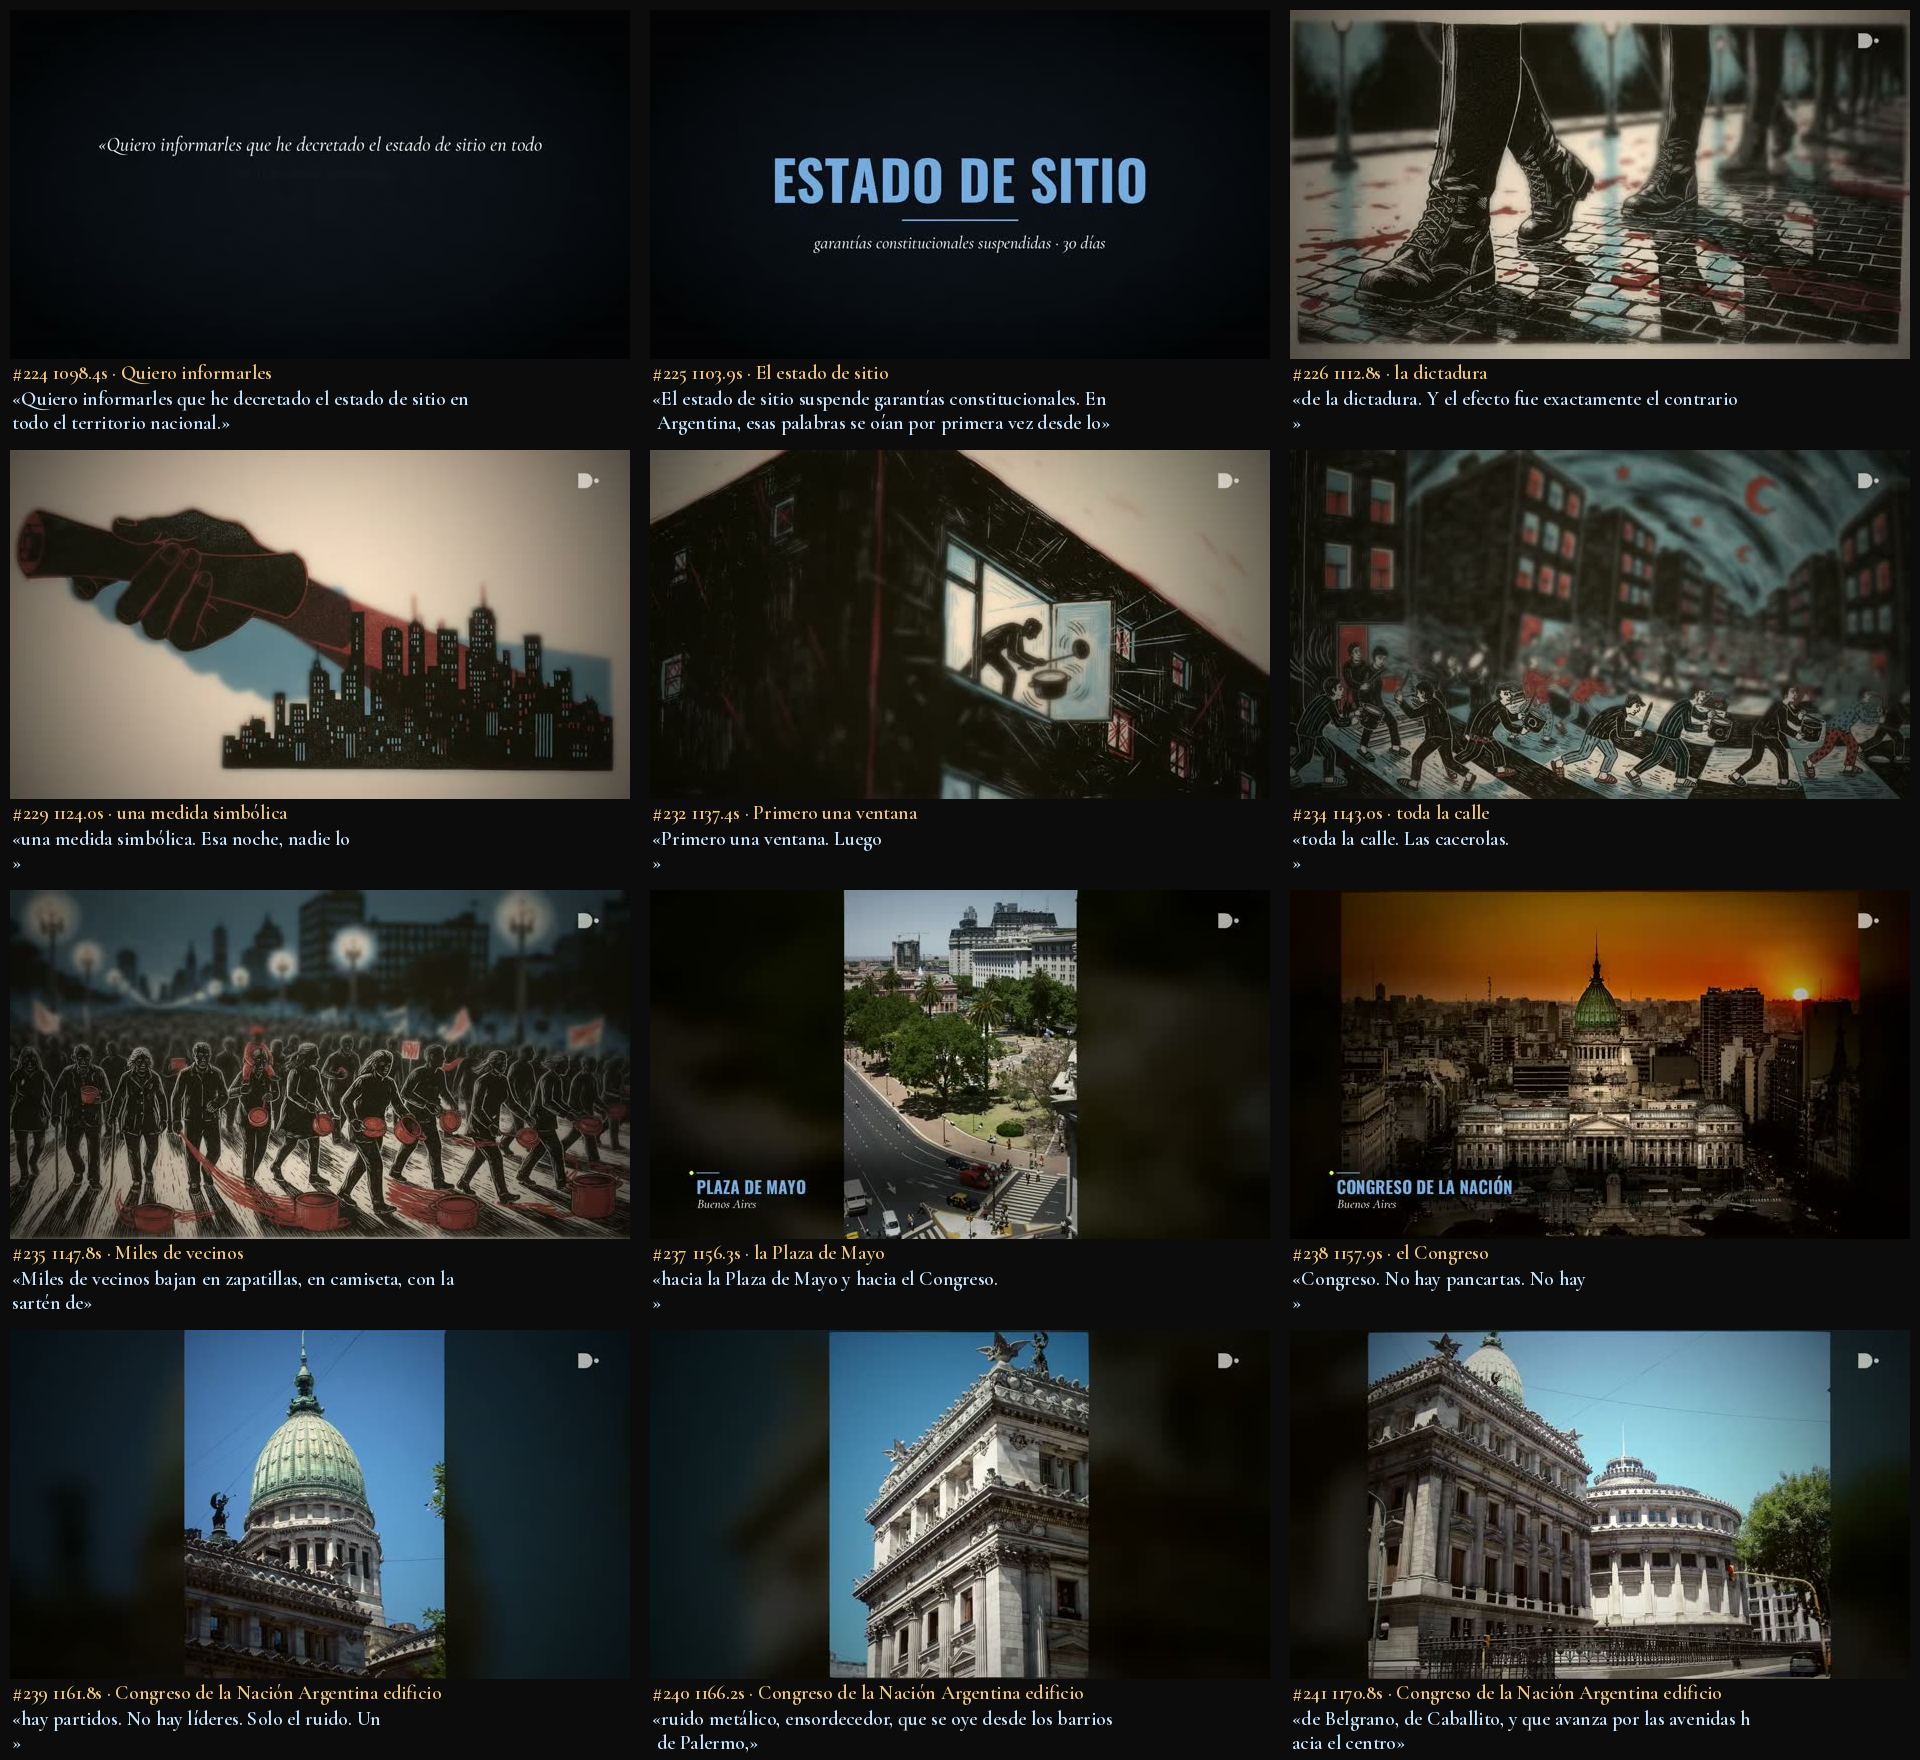 «Quiero informarles que he decretado el estado de sitio en todo
ESTADO DE SITIO
garantías constitucionales suspendidas · 30 días
#224 1098.4s · Quiero informarles
«Quiero informarles que he decretado el estado de sitio en
todo el territorio nacional.»
#225 1103.9s · El estado de sitio
«El estado de sitio suspende garantías constitucionales. En
Argentina, esas palabras se oían por primera vez desde lo»
#226 1112.8s · la dictadura
«de la dictadura. Y el efecto fue exactamente el contrario
»
#229 1124.0s · una medida simbólica
«una medida simbólica. Esa noche, nadie lo
»
#232 1137.4s · Primero una ventana
«Primero una ventana. Luego
»
#234 1143.0s · toda la calle
«toda la calle. Las cacerolas.
»
#235 1147.8s · Miles de vecinos
«Miles de vecinos bajan en zapatillas, en camiseta, con la
sartén de»
PLAZA DE MAYO
Buenos Aires
#237 1156.3s · la Plaza de Mayo
«hacia la Plaza de Mayo y hacia el Congreso.
»
CONGRESO DE LA NACIÓN
Buenos Aires
#238 1157.9s · el Congreso
«Congreso. No hay pancartas. No hay
»
#239 1161.8s · Congreso de la Nación Argentina edificio
«hay partidos. No hay líderes. Solo el ruido. Un
»
#240 1166.2s · Congreso de la Nación Argentina edificio
«ruido metálico, ensordecedor, que se oye desde los barrios
de Palermo,»
#241 1170.8s · Congreso de la Nación Argentina edificio
«de Belgrano, de Caballito, y que avanza por las avenidas h
acia el centro»